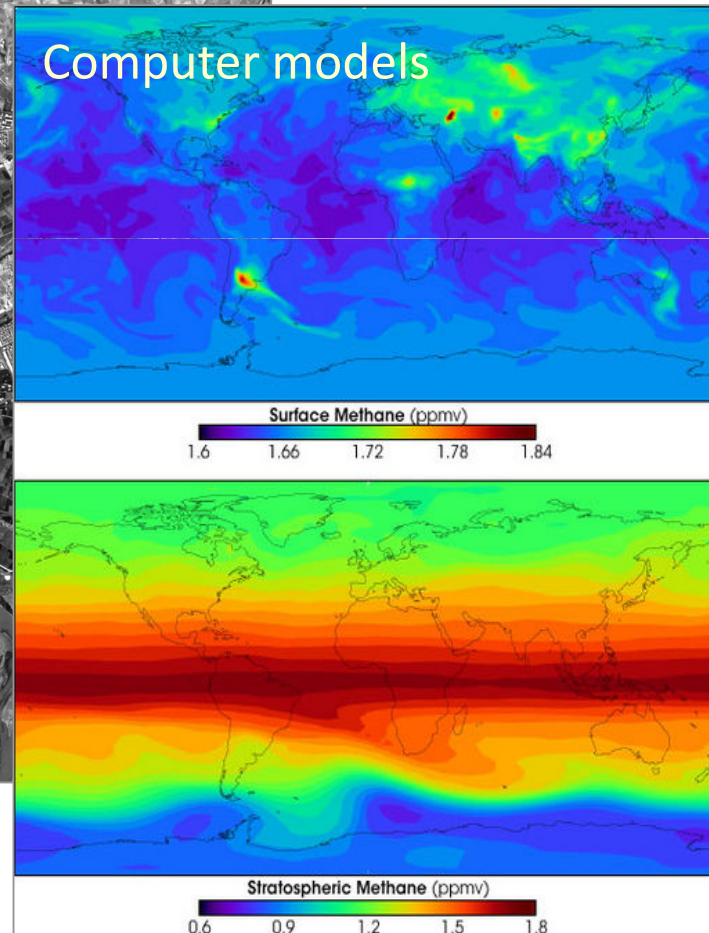 Computer models
Surface Methane (ppmv)
1.6 1.66 1.72 1.78 1.84
Stratospheric Methane (ppmv)
0.6 0.9 1.2 1.5 1.8